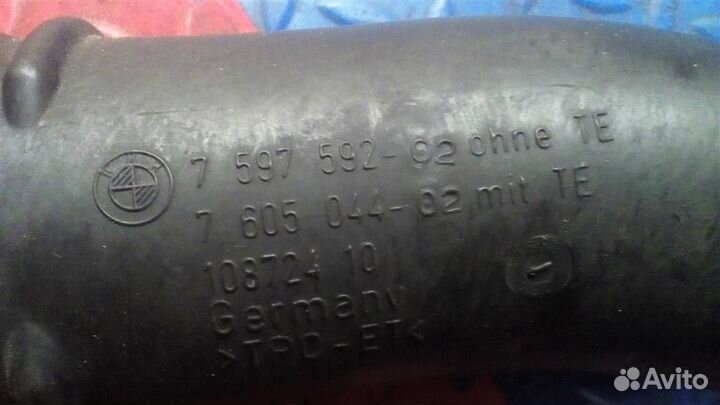 7 597 592-02 ohne TE
7 605 044-02 mit TE
108724 10
Germany
>TPC-ET<
Avito